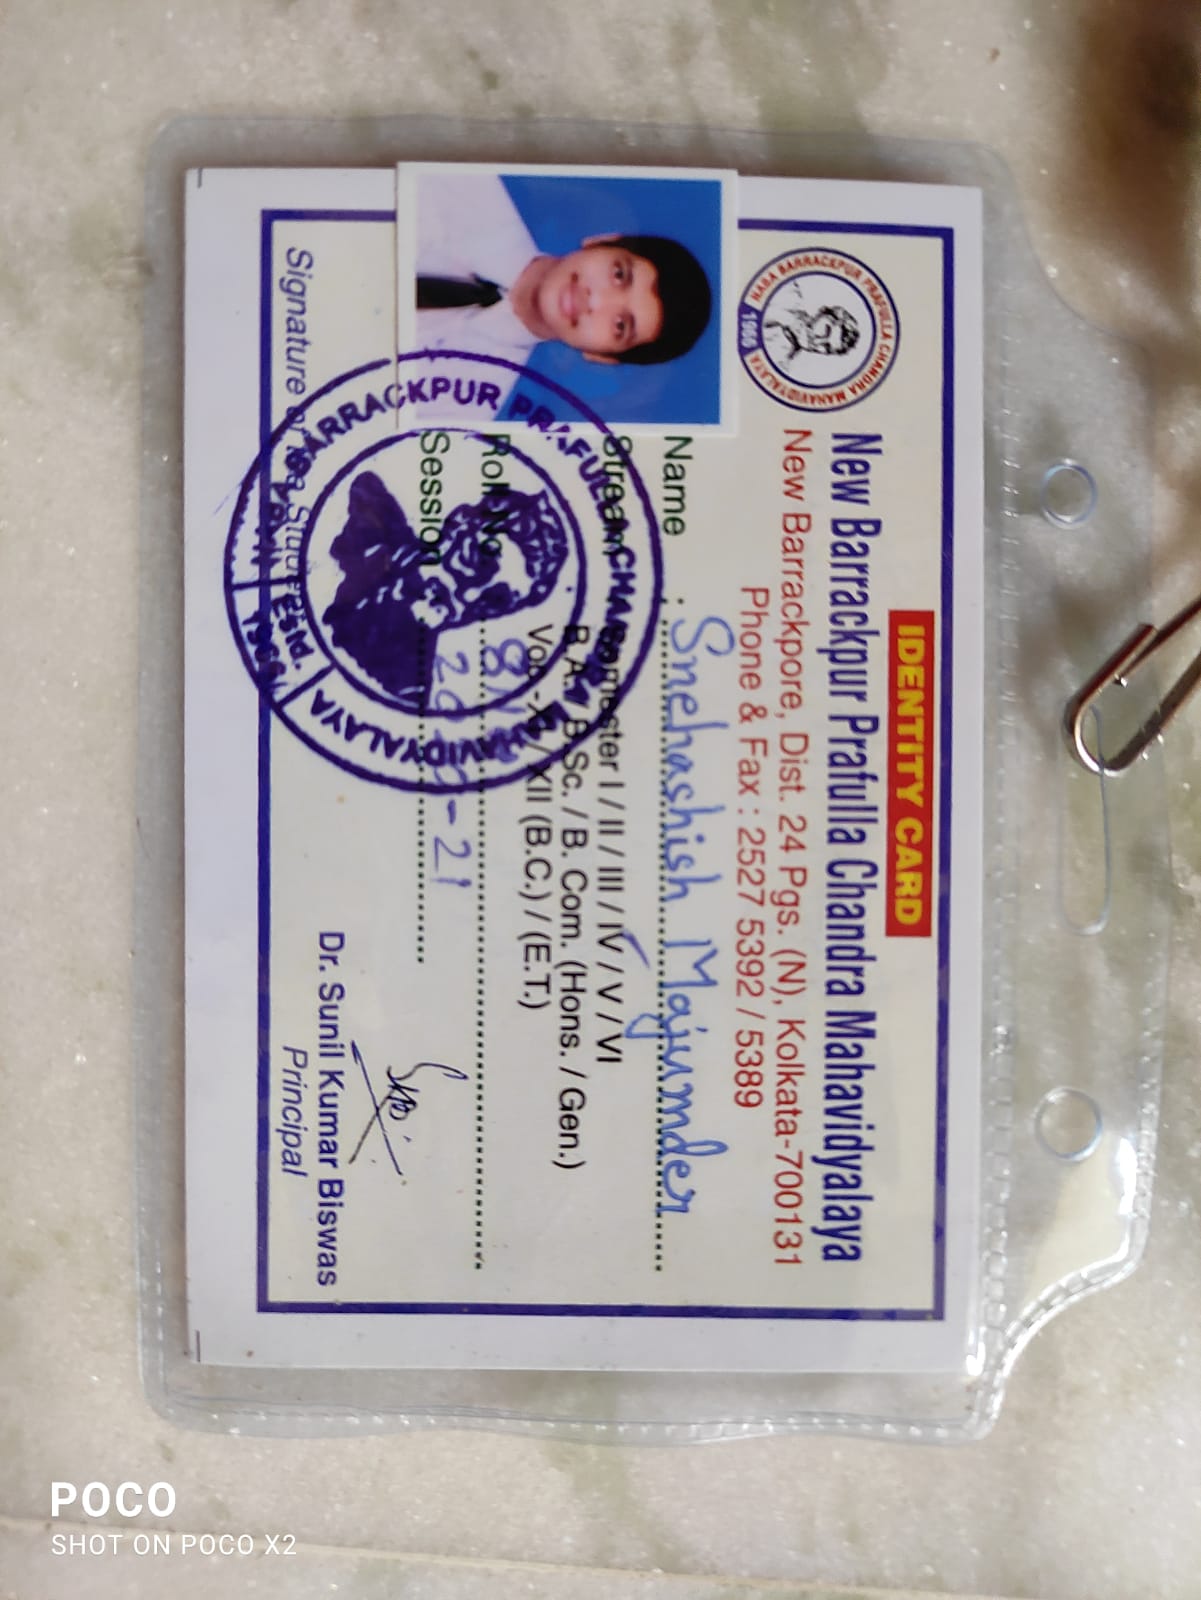 IDENTITY CARD
NABA BARRACKPUR PRAFULLA CHANDRA MAHAVIDYALAYA
1960
New Barrackpur Prafulla Chandra Mahavidyalaya
New Barrackpore, Dist. 24 Pgs. (N), Kolkata-700131
Phone & Fax : 2527 5392 / 5389
Name : Snehashish Majumder
Stream Semester I / II / III / IV / V / VI
B.A. / B.Sc. / B. Com. (Hons. / Gen.)
Voc.-XI / XII (B.C.) / (E.T.)
Roll No.
Session
Signature of the Student
Dr. Sunil Kumar Biswas
Principal
BARRACKPUR PRAFULLA CHANDRA MAHAVIDYALAYA
Estd.
POCO
SHOT ON POCO X2